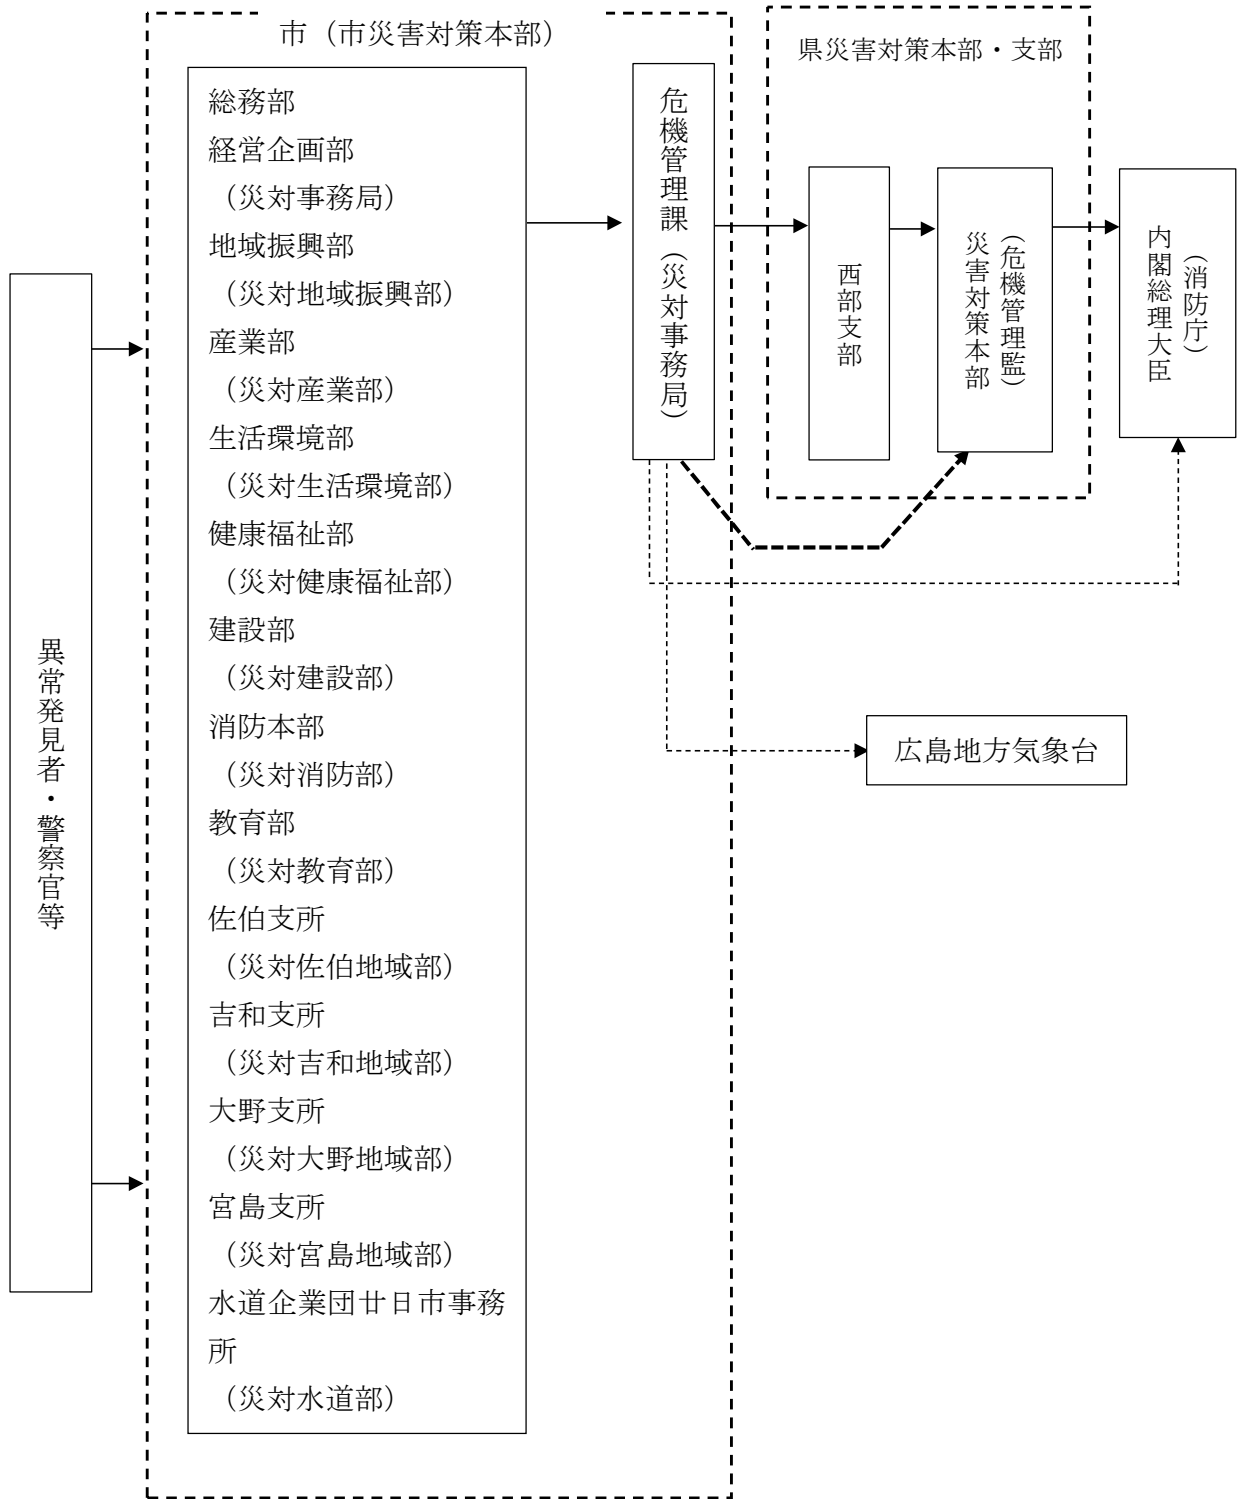 市（市災害対策本部）
総務部
経営企画部
（災対事務局）
地域振興部
（災対地域振興部）
産業部
（災対産業部）
生活環境部
（災対生活環境部）
健康福祉部
（災対健康福祉部）
建設部
（災対建設部）
消防本部
（災対消防部）
教育部
（災対教育部）
佐伯支所
（災対佐伯地域部）
吉和支所
（災対吉和地域部）
大野支所
（災対大野地域部）
宮島支所
（災対宮島地域部）
水道企業団廿日市事務
所
（災対水道部）
異常発見者・警察官等
危機管理課（災対事務局）
県災害対策本部・支部
西部支部
（危機管理監）
災害対策本部
（消防庁）
内閣総理大臣
広島地方気象台